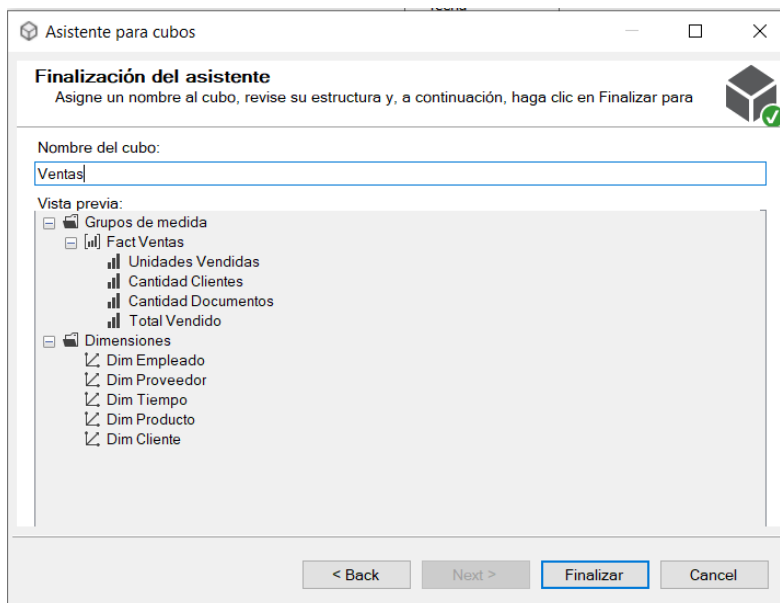 Asistente para cubos
Finalización del asistente
Asigne un nombre al cubo, revise su estructura y, a continuación, haga clic en Finalizar para
Nombre del cubo:
Ventas
Vista previa:
Grupos de medida
Fact Ventas
Unidades Vendidas
Cantidad Clientes
Cantidad Documentos
Total Vendido
Dimensiones
Dim Empleado
Dim Proveedor
Dim Tiempo
Dim Producto
Dim Cliente
< Back Next > Finalizar Cancel